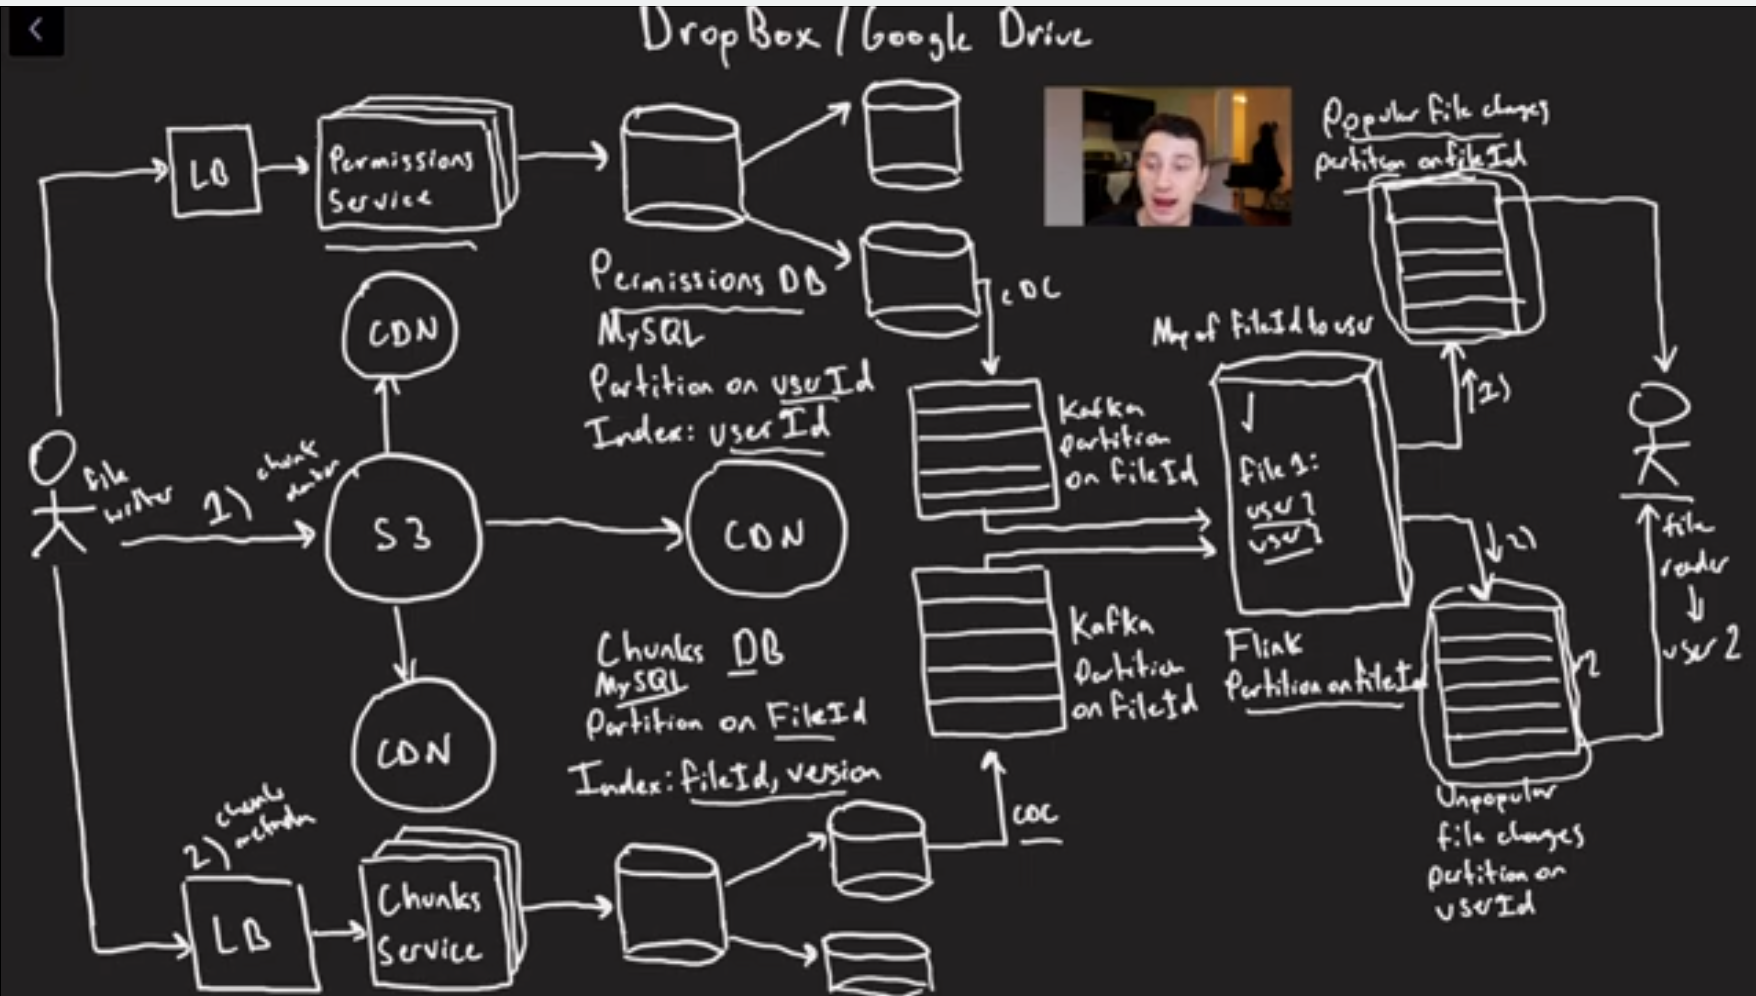 DropBox / Google Drive
LB
Permissions
Service
Permissions DB
MySQL
Partition on userId
Index: userId
CDC
Popular file changes
partition on fileId
CDN
file
writer
1) chunk
data
S3
CDN
CDN
Kafka
partition
on fileId
Map of fileId to user
file 1:
user 2
Flink
Partition on fileId
1)
2)
file
reader
user 2
Chunks DB
MySQL
Partition on FileId
Index: fileId, version
Kafka
Partition
on fileId
CDC
Unpopular
file changes
partition on
userId
2) chunk
metadata
LB
Chunks
Service